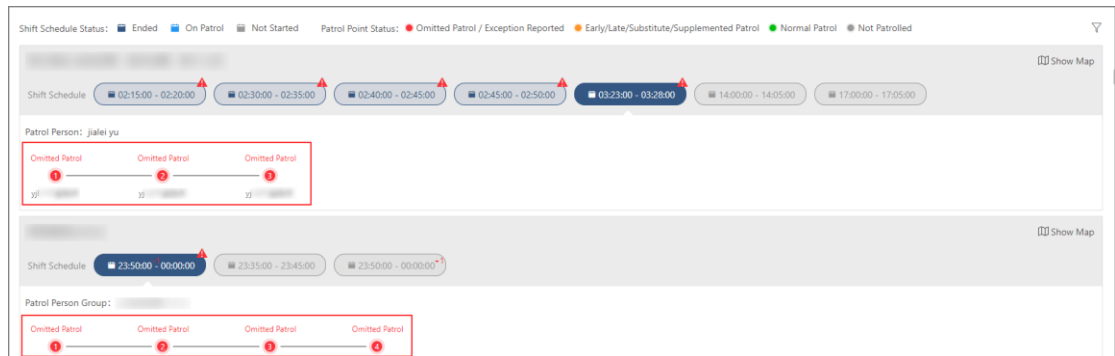 Shift Schedule Status: Ended On Patrol Not Started Patrol Point Status: Omitted Patrol / Exception Reported Early/Late/Substitute/Supplemented Patrol Normal Patrol Not Patrolled
Show Map
Shift Schedule 02:15:00 - 02:20:00 02:30:00 - 02:35:00 02:40:00 - 02:45:00 02:45:00 - 02:50:00 03:23:00 - 03:28:00 14:00:00 - 14:05:00 17:00:00 - 17:05:00
Patrol Person: jialei yu
Omitted Patrol Omitted Patrol Omitted Patrol
1 2 3
Show Map
Shift Schedule 23:50:00 - 00:00:00 23:35:00 - 23:45:00 23:50:00 - 00:00:00
Patrol Person Group:
Omitted Patrol Omitted Patrol Omitted Patrol Omitted Patrol
1 2 3 4